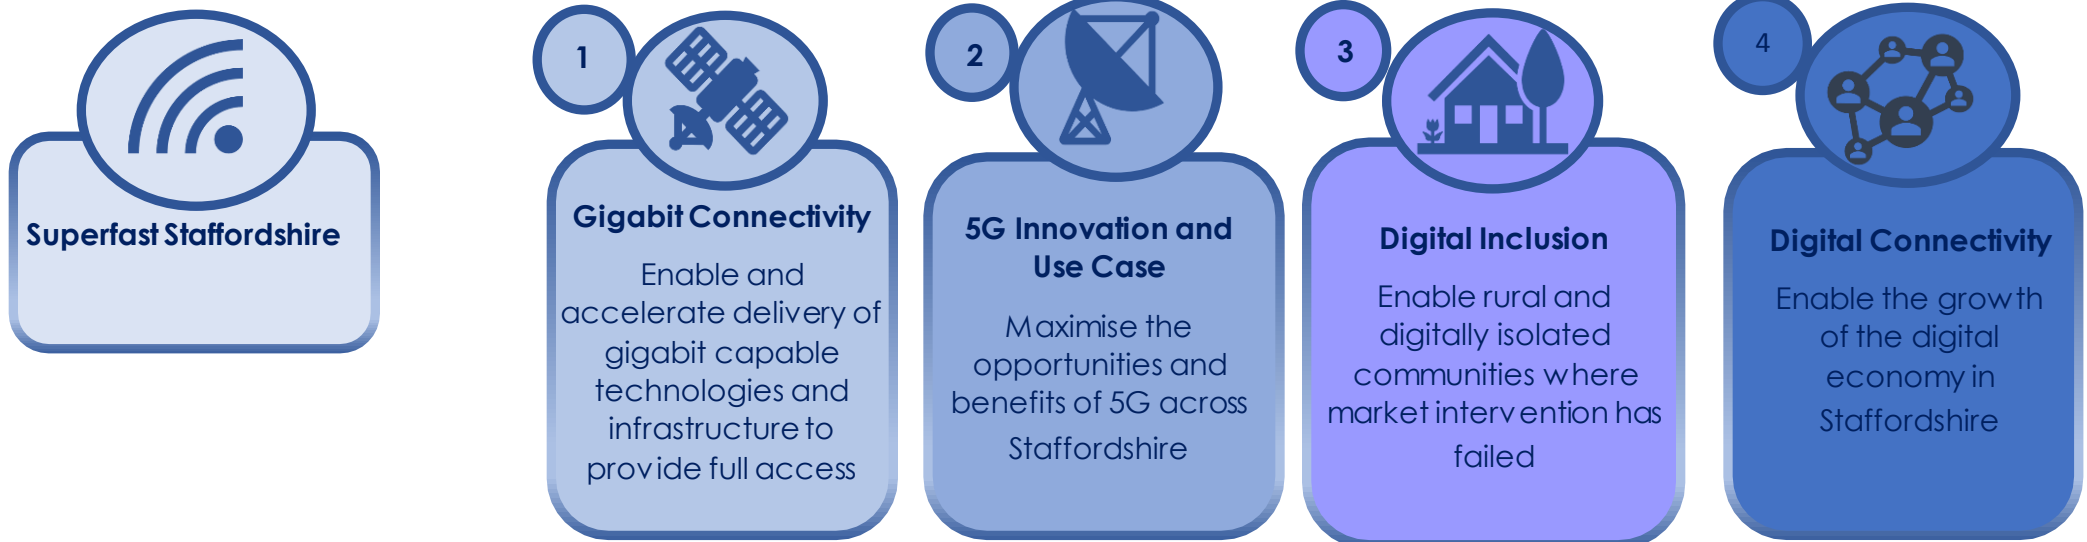 Superfast Staffordshire
1
Gigabit Connectivity
Enable and
accelerate delivery of
gigabit capable
technologies and
infrastructure to
provide full access
2
5G Innovation and
Use Case
Maximise the
opportunities and
benefits of 5G across
Staffordshire
3
Digital Inclusion
Enable rural and
digitally isolated
communities where
market intervention has
failed
4
Digital Connectivity
Enable the growth
of the digital
economy in
Staffordshire